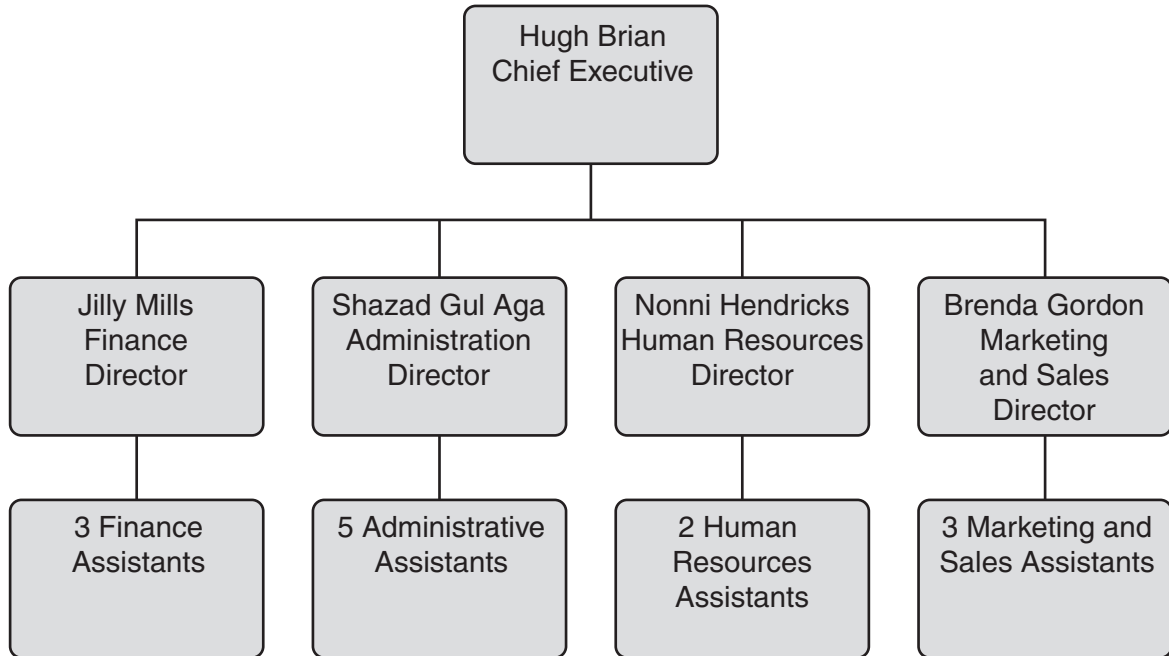 Hugh Brian
Chief Executive
Jilly Mills
Finance
Director
Shazad Gul Aga
Administration
Director
Nonni Hendricks
Human Resources
Director
Brenda Gordon
Marketing
and Sales
Director
3 Finance
Assistants
5 Administrative
Assistants
2 Human
Resources
Assistants
3 Marketing and
Sales Assistants